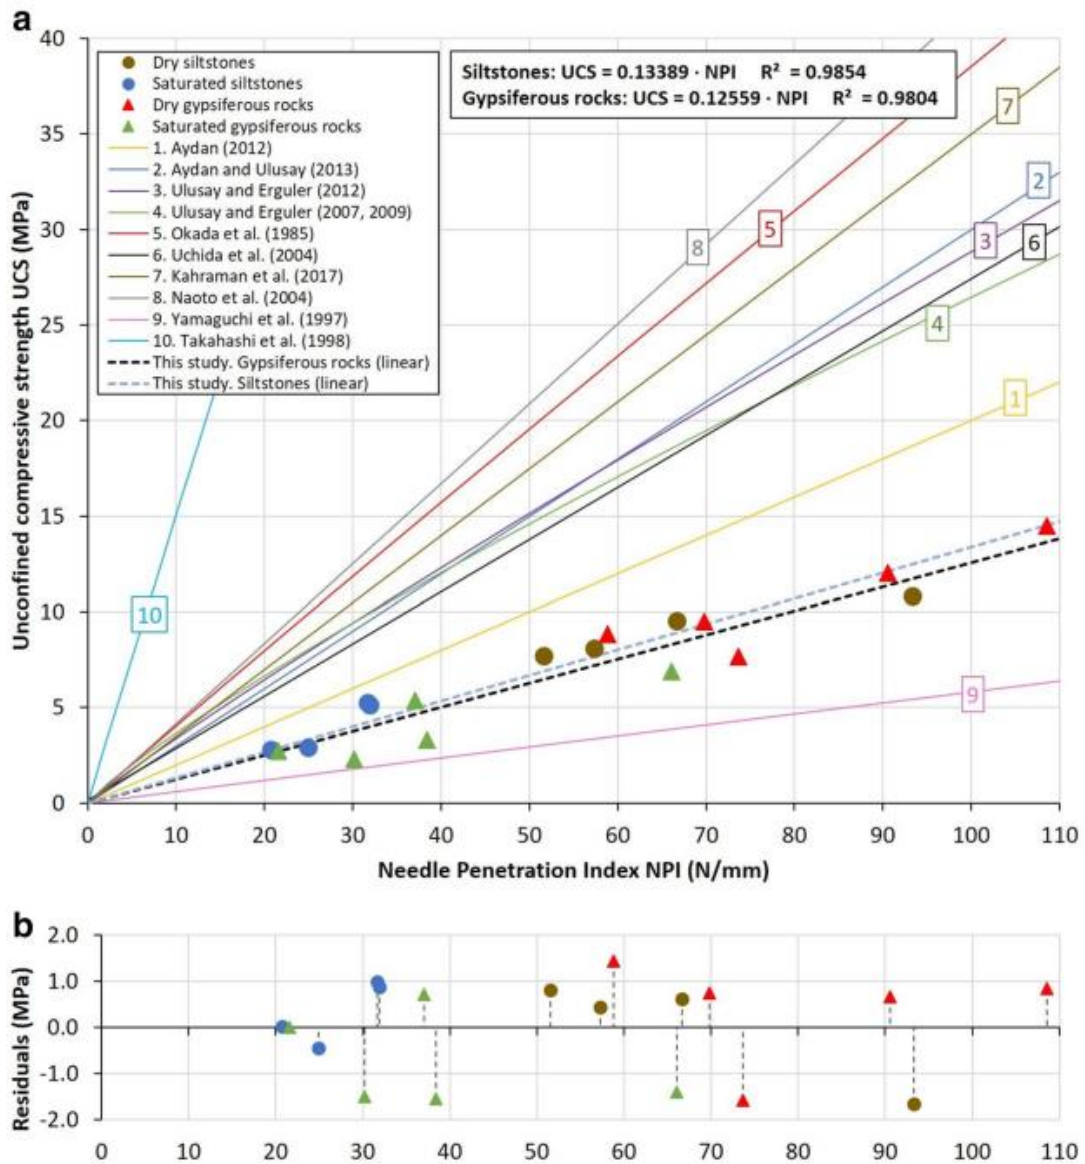 a
Unconfined compressive strength UCS (MPa)
40
35
30
25
20
15
10
5
0
Dry siltstones
Saturated siltstones
Dry gypsiferous rocks
Saturated gypsiferous rocks
1. Aydan (2012)
2. Aydan and Ulusay (2013)
3. Ulusay and Erguler (2012)
4. Ulusay and Erguler (2007, 2009)
5. Okada et al. (1985)
6. Uchida et al. (2004)
7. Kahraman et al. (2017)
8. Naoto et al. (2004)
9. Yamaguchi et al. (1997)
10. Takahashi et al. (1998)
This study. Gypsiferous rocks (linear)
This study. Siltstones (linear)
Siltstones: UCS = 0.13389 · NPI R² = 0.9854
Gypsiferous rocks: UCS = 0.12559 · NPI R² = 0.9804
7
2
5
3
6
8
4
1
10
9
0 10 20 30 40 50 60 70 80 90 100 110
Needle Penetration Index NPI (N/mm)
b
Residuals (MPa)
2.0
1.0
0.0
-1.0
-2.0
0 10 20 30 40 50 60 70 80 90 100 110